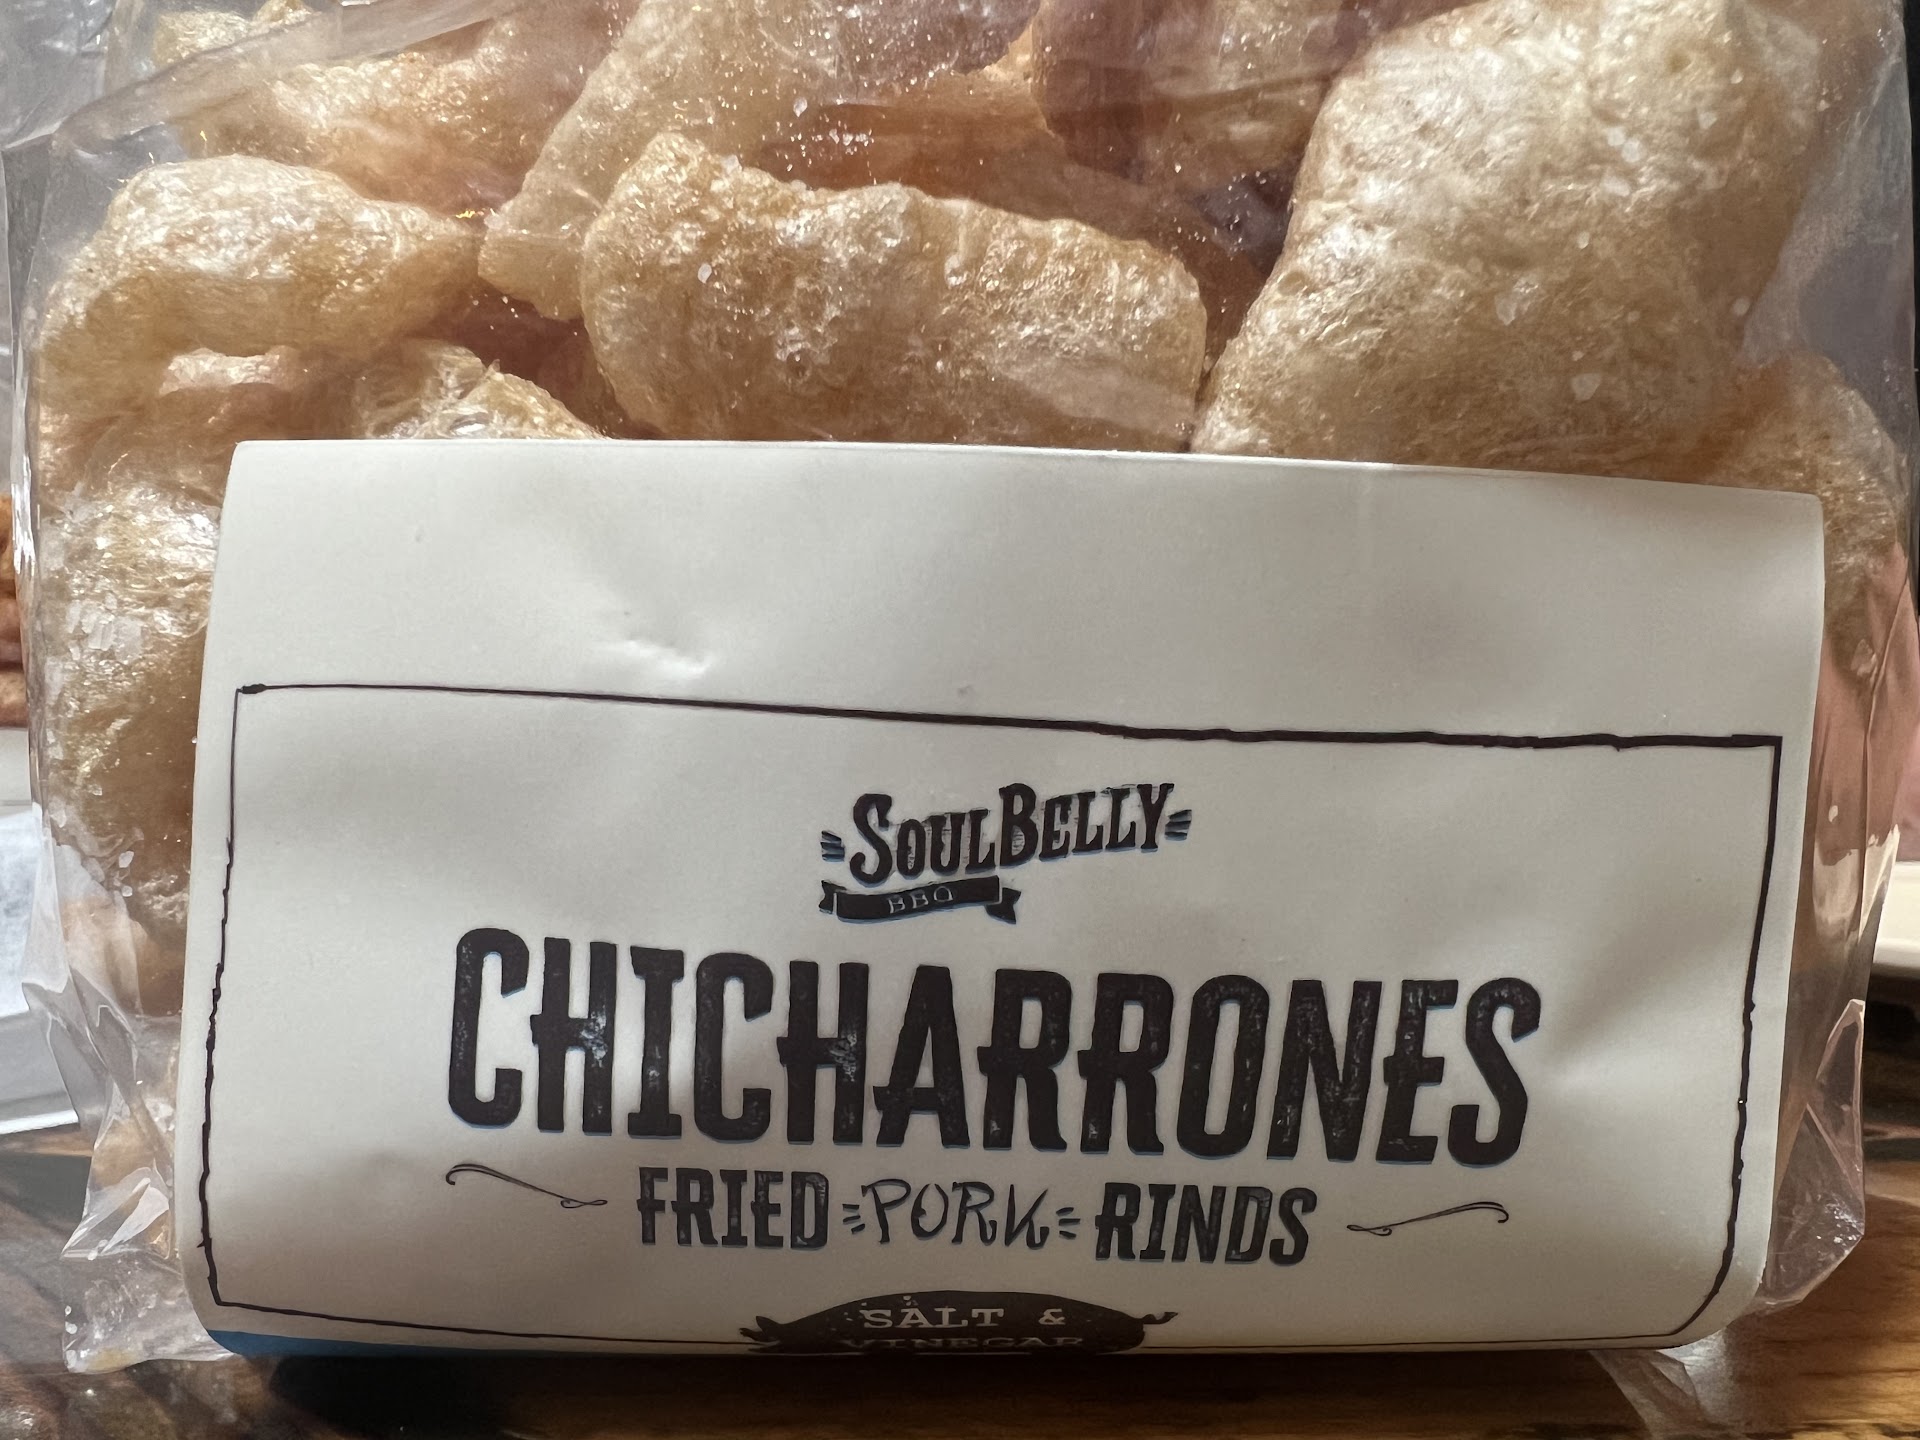 SOULBELLY
BBQ
CHICHARRONES
FRIED PORK RINDS
SALT &
VINEGAR